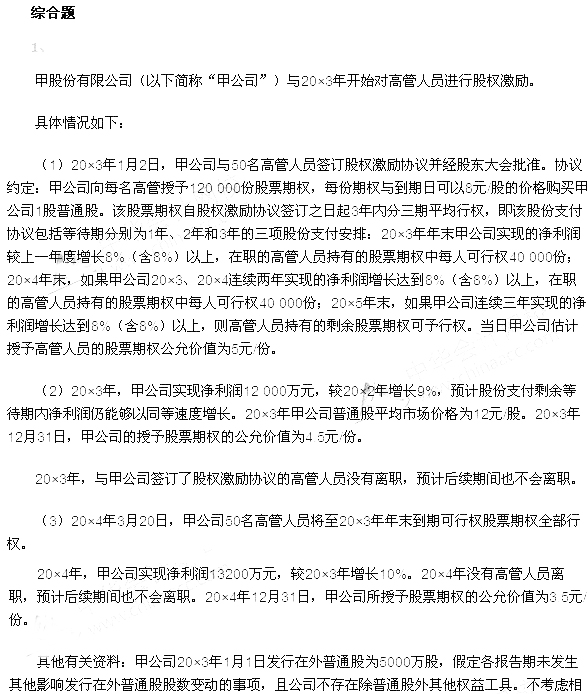 综合题
1、
甲股份有限公司（以下简称“甲公司”）与20×3年开始对高管人员进行股权激励。
具体情况如下：
（1）20×3年1月2日，甲公司与50名高管人员签订股权激励协议并经股东大会批准。协议
约定：甲公司向每名高管授予120 000份股票期权，每份期权与到期日可以8元/股的价格购买甲
公司1股普通股。该股票期权自股权激励协议签订之日起3年内分三期平均行权，即该股份支付
协议包括等待期分别为1年、2年和3年的三项股份支付安排：20×3年年末甲公司实现的净利润
较上一年度增长8%（含8%）以上，在职的高管人员持有的股票期权中每人可行权40 000份；
20×4年末，如果甲公司20×3、20×4连续两年实现的净利润增长达到8%（含8%）以上，在职
的高管人员持有的股票期权中每人可行权40 000份；20×5年末，如果甲公司连续三年实现的净
利润增长达到8%（含8%）以上，则高管人员持有的剩余股票期权可予行权。当日甲公司估计
授予高管人员的股票期权公允价值为5元/份。
（2）20×3年，甲公司实现净利润12 000万元，较20×2年增长9%，预计股份支付剩余等
待期内净利润仍能够以同等速度增长。20×3年甲公司普通股平均市场价格为12元/股。20×3年
12月31日，甲公司的授予股票期权的公允价值为4.5元/份。
20×3年，与甲公司签订了股权激励协议的高管人员没有离职，预计后续期间也不会离职。
（3）20×4年3月20日，甲公司50名高管人员将至20×3年年末到期可行权股票期权全部行
权。
20×4年，甲公司实现净利润13200万元，较20×3年增长10%。20×4年没有高管人员离
职，预计后续期间也不会离职。20×4年12月31日，甲公司所授予股票期权的公允价值为3.5元/
份。
其他有关资料：甲公司20×3年1月1日发行在外普通股为5000万股，假定各报告期未发生
其他影响发行在外普通股股数变动的事项，且公司不存在除普通股外其他权益工具。不考虑相